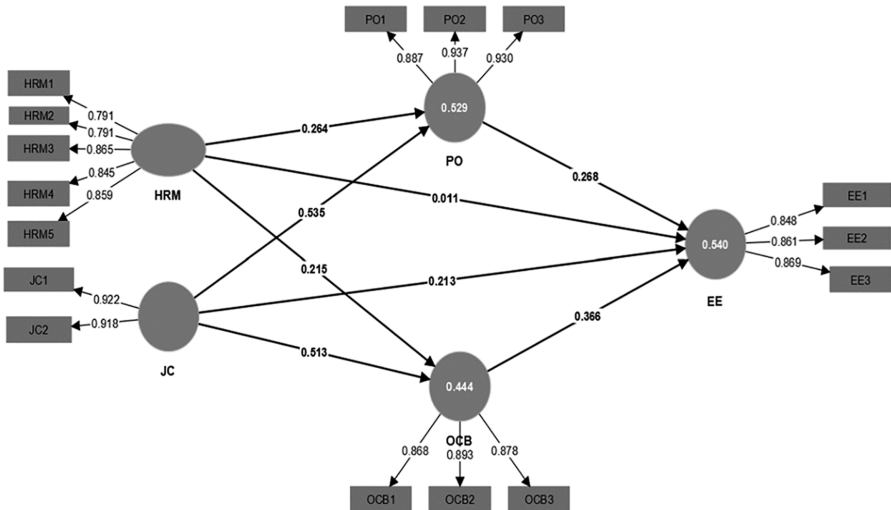 PO1 PO2 PO3
0.887 0.937 0.930
HRM1
HRM2
HRM3
HRM4
HRM5
0.791
0.791
0.865
0.845
0.859
HRM
0.529
PO
0.264
0.535
0.011
0.268
0.215
0.213
0.513
0.366
JC1
JC2
0.922
0.918
JC
0.540
EE
0.848
0.861
0.869
EE1
EE2
EE3
0.444
OCB
0.868 0.893 0.878
OCB1 OCB2 OCB3